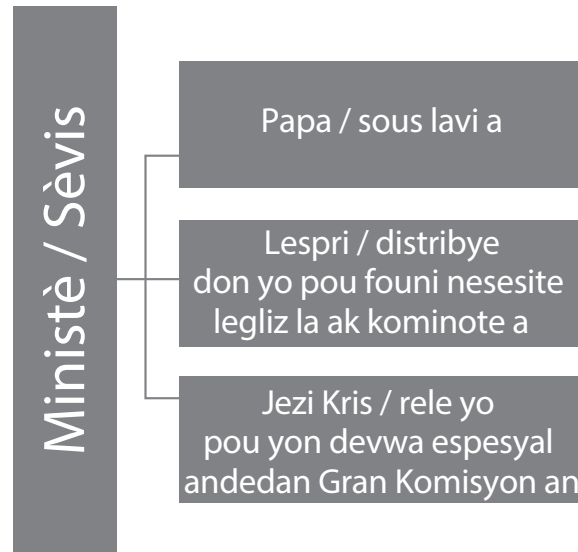 Ministè / Sèvis
Papa / sous lavi a
Lespri / distribye
don yo pou founi nesesite
legliz la ak kominote a
Jezi Kris / rele yo
pou yon devwa espesyal
andedan Gran Komisyon an